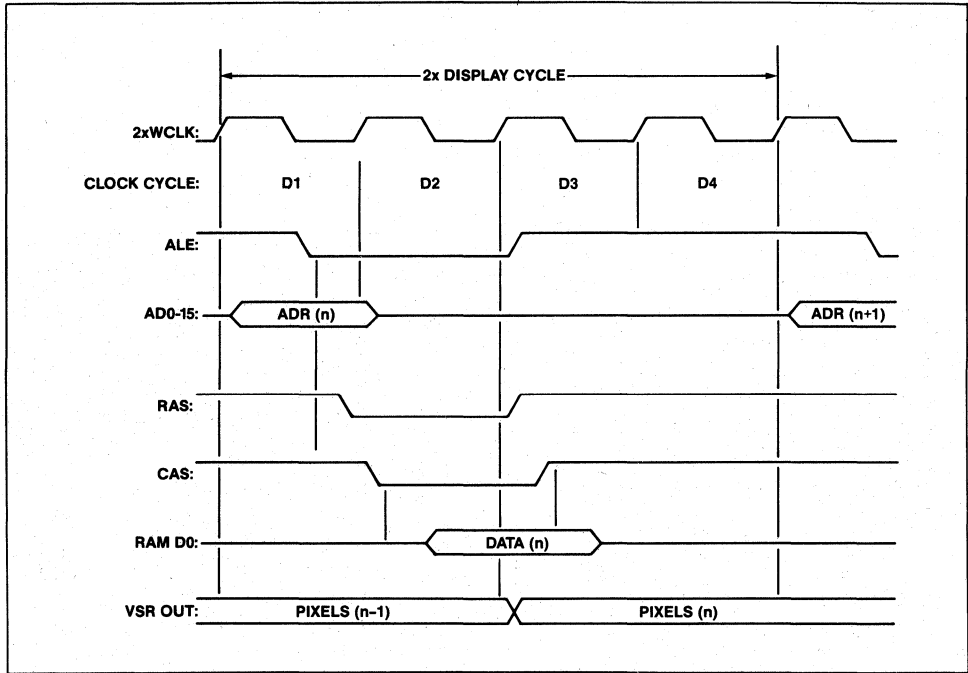 2x DISPLAY CYCLE
2xWCLK:
CLOCK CYCLE: D1 D2 D3 D4
ALE:
AD0-15: ADR (n) ADR (n+1)
RAS:
CAS:
RAM D0: DATA (n)
VSR OUT: PIXELS (n–1) PIXELS (n)